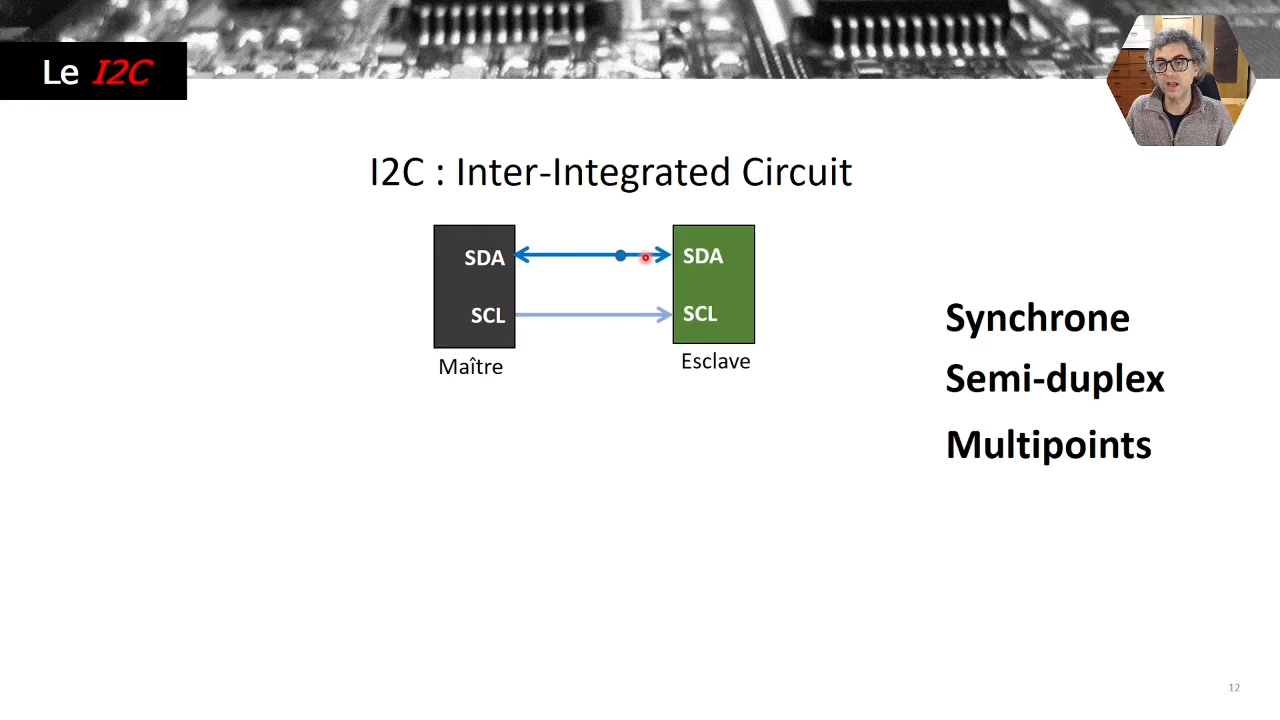 Le I2C
I2C : Inter-Integrated Circuit
SDA
SDA
SCL
SCL
Maître
Esclave
Synchrone
Semi-duplex
Multipoints
12